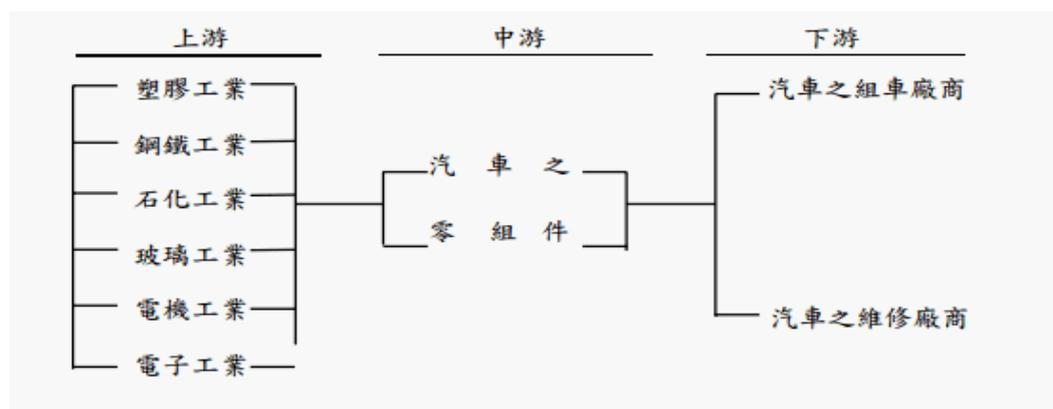 上游
中游
下游
塑膠工業
鋼鐵工業
石化工業
玻璃工業
電機工業
電子工業
汽車之
零組件
汽車之組車廠商
汽車之維修廠商